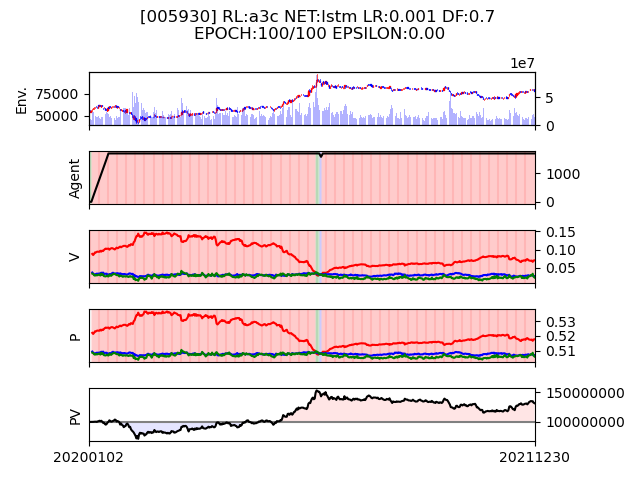 [005930] RL:a3c NET:lstm LR:0.001 DF:0.7
EPOCH:100/100 EPSILON:0.00
1e7
Env.
75000
50000
5
0
Agent
1000
0
V
0.15
0.10
0.05
P
0.53
0.52
0.51
PV
150000000
100000000
20200102
20211230